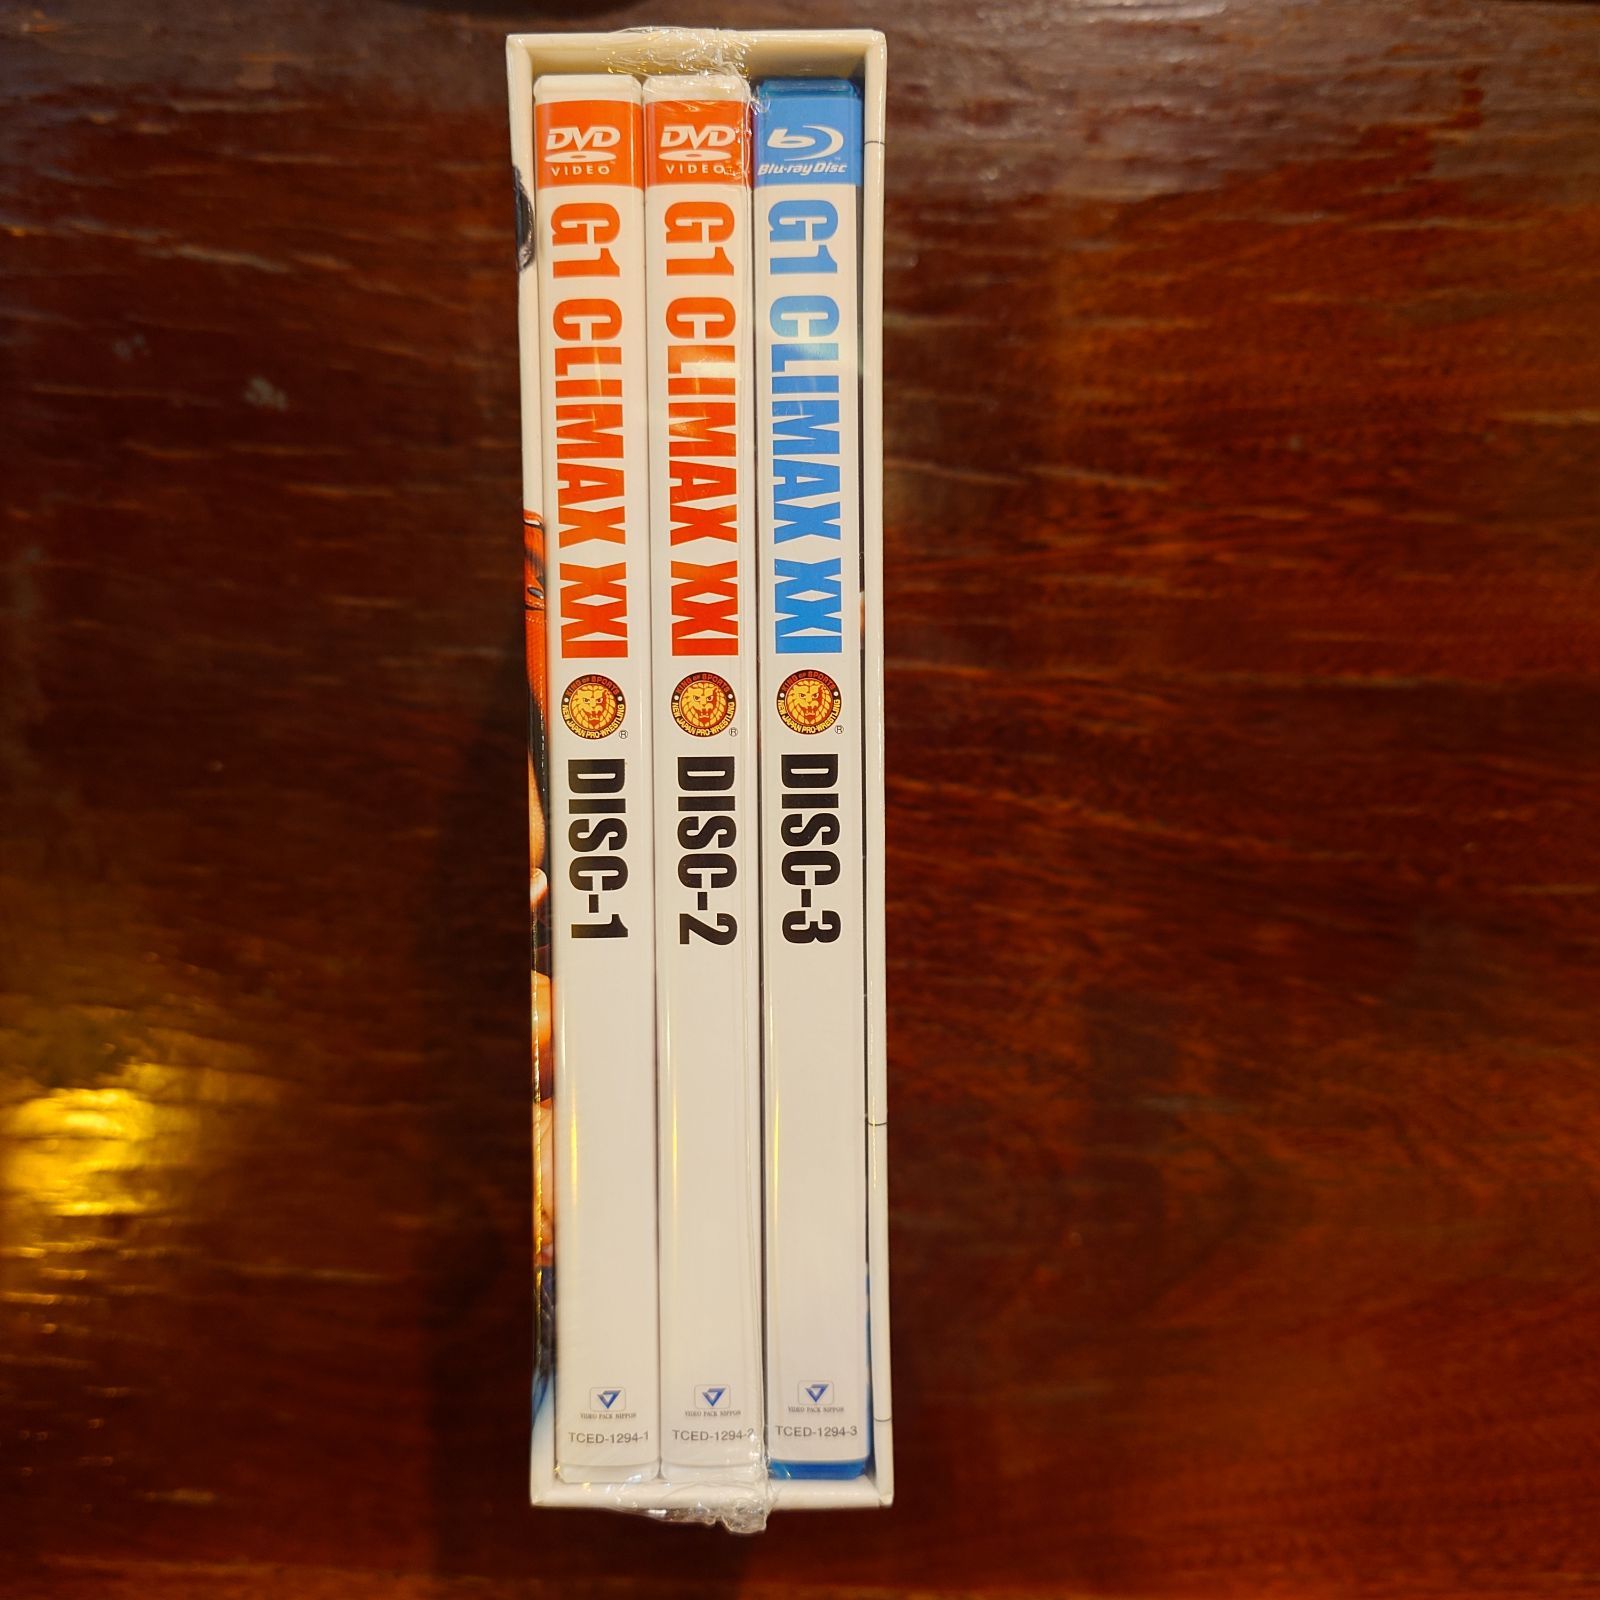 DVD
VIDEO
G1 CLIMAX XXI
KING OF SPORTS
NEW JAPAN PRO-WRESTLING
®
DISC-1
VIDEO PACK NIPPON
TCED-1294-1
DVD
VIDEO
G1 CLIMAX XXI
KING OF SPORTS
NEW JAPAN PRO-WRESTLING
®
DISC-2
VIDEO PACK NIPPON
TCED-1294-2
Blu-ray Disc
G1 CLIMAX XXI
KING OF SPORTS
NEW JAPAN PRO-WRESTLING
®
DISC-3
VIDEO PACK NIPPON
TCED-1294-3